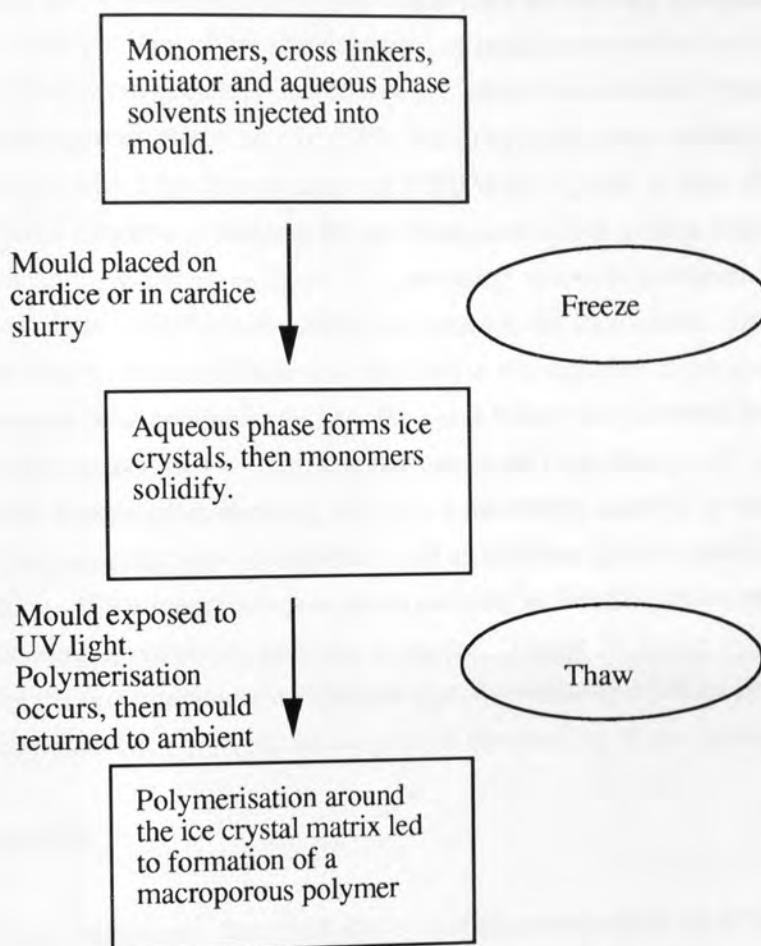 Monomers, cross linkers,
initiator and aqueous phase
solvents injected into
mould.
Mould placed on
cardice or in cardice
slurry
Freeze
Aqueous phase forms ice
crystals, then monomers
solidify.
Mould exposed to
UV light.
Polymerisation
occurs, then mould
returned to ambient
Thaw
Polymerisation around
the ice crystal matrix led
to formation of a
macroporous polymer